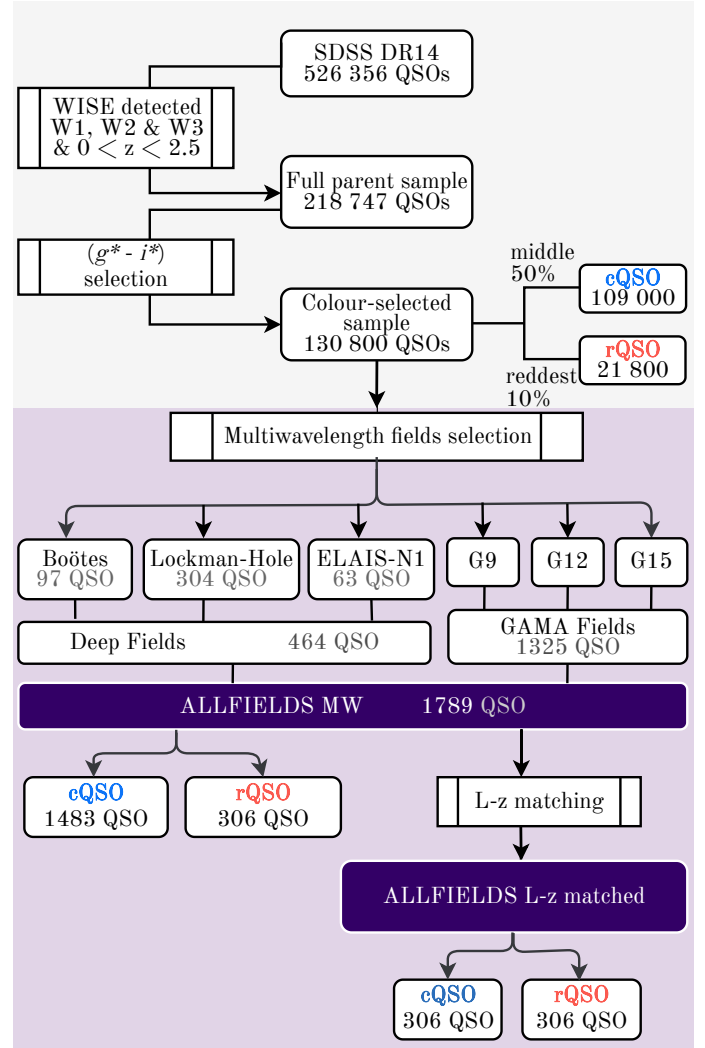 SDSS DR14
526 356 QSOs
WISE detected
W1, W2 & W3
& 0 < z < 2.5
Full parent sample
218 747 QSOs
(g* - i*)
selection
Colour-selected
sample
130 800 QSOs
middle
50%
cQSO
109 000
rQSO
21 800
reddest
10%
Multiwavelength fields selection
Boötes
97 QSO
Lockman-Hole
304 QSO
ELAIS-N1
63 QSO
G9
G12
G15
Deep Fields 464 QSO
GAMA Fields
1325 QSO
ALLFIELDS MW 1789 QSO
cQSO
1483 QSO
rQSO
306 QSO
L-z matching
ALLFIELDS L-z matched
cQSO
306 QSO
rQSO
306 QSO